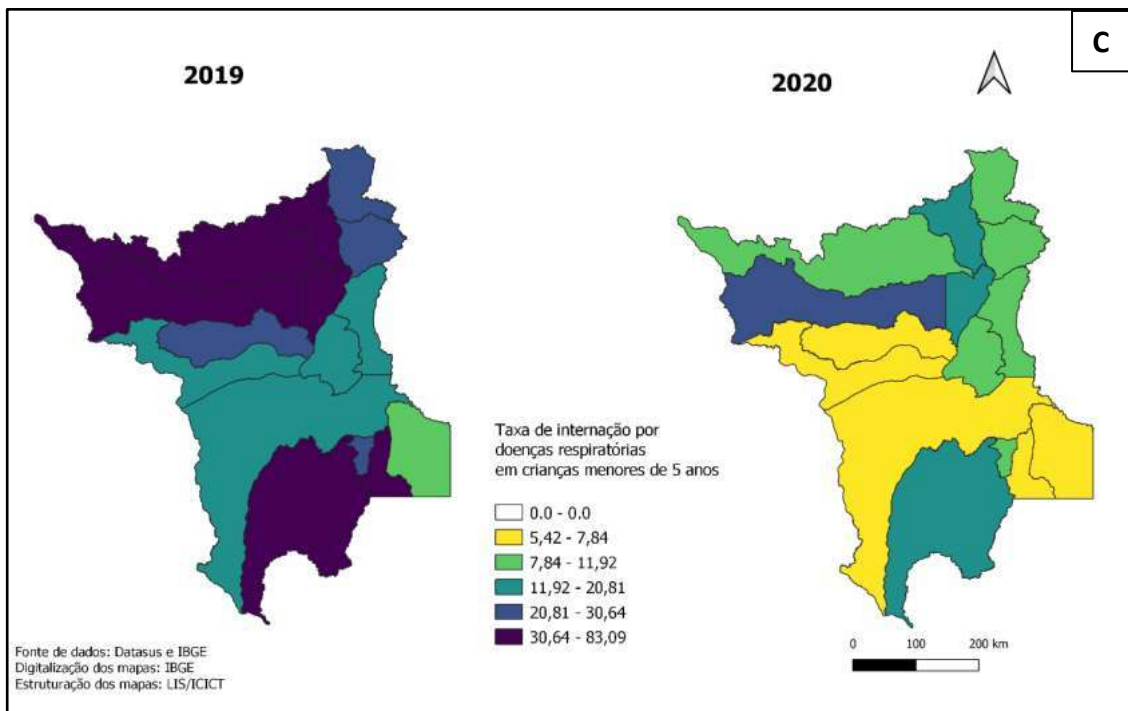 C
2019
2020
Taxa de internação por
doenças respiratórias
em crianças menores de 5 anos
0.0 - 0.0
5,42 - 7,84
7,84 - 11,92
11,92 - 20,81
20,81 - 30,64
30,64 - 83,09
Fonte de dados: Datasus e IBGE
Digitalização dos mapas: IBGE
Estruturação dos mapas: LIS/ICICT
0 100 200 km